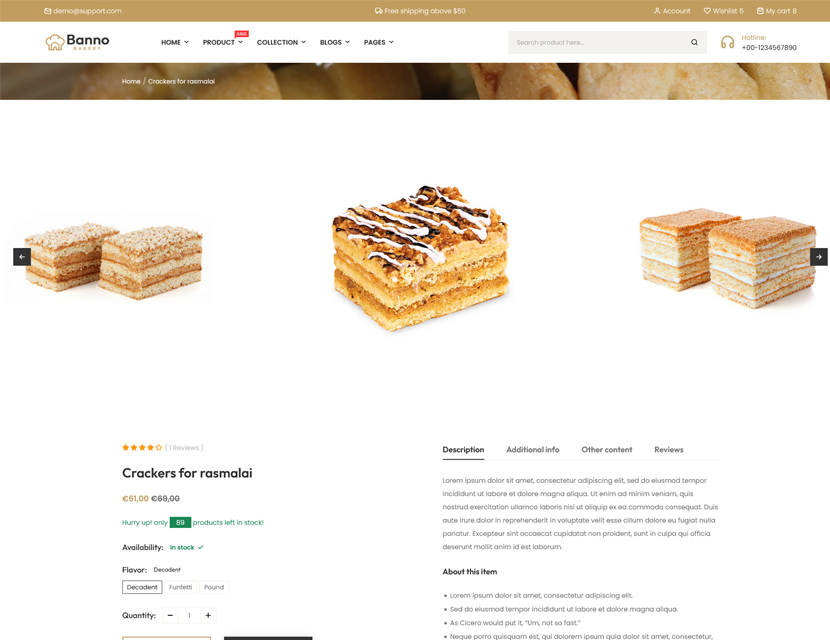 demo@support.com
Free shipping above $50
Account
Wishlist 5
My cart 8
Banno
BAKERY
HOME
PRODUCT
SALE
COLLECTION
BLOGS
PAGES
Search product here...
Hotline:
+00-1234567890
Home / Crackers for rasmalai
( 1 Reviews )
Crackers for rasmalai
€61,00 €69,00
Hurry up! only 89 products left in stock!
Availability: In stock
Flavor: Decadent
Decadent Funfetti Pound
Quantity: − 1 +
Description Additional info Other content Reviews
Lorem ipsum dolor sit amet, consectetur adipiscing elit, sed do eiusmod tempor
incididunt ut labore et dolore magna aliqua. Ut enim ad minim veniam, quis
nostrud exercitation ullamco laboris nisi ut aliquip ex ea commodo consequat. Duis
aute irure dolor in reprehenderit in voluptate velit esse cillum dolore eu fugiat nulla
pariatur. Excepteur sint occaecat cupidatat non proident, sunt in culpa qui officia
deserunt mollit anim id est laborum.
About this item
• Lorem ipsum dolor sit amet, consectetur adipiscing elit.
• Sed do eiusmod tempor incididunt ut labore et dolore magna aliqua.
• As Cicero would put it, “Um, not so fast.”
• Neque porro quisquam est, qui dolorem ipsum quia dolor sit amet, consectetur,